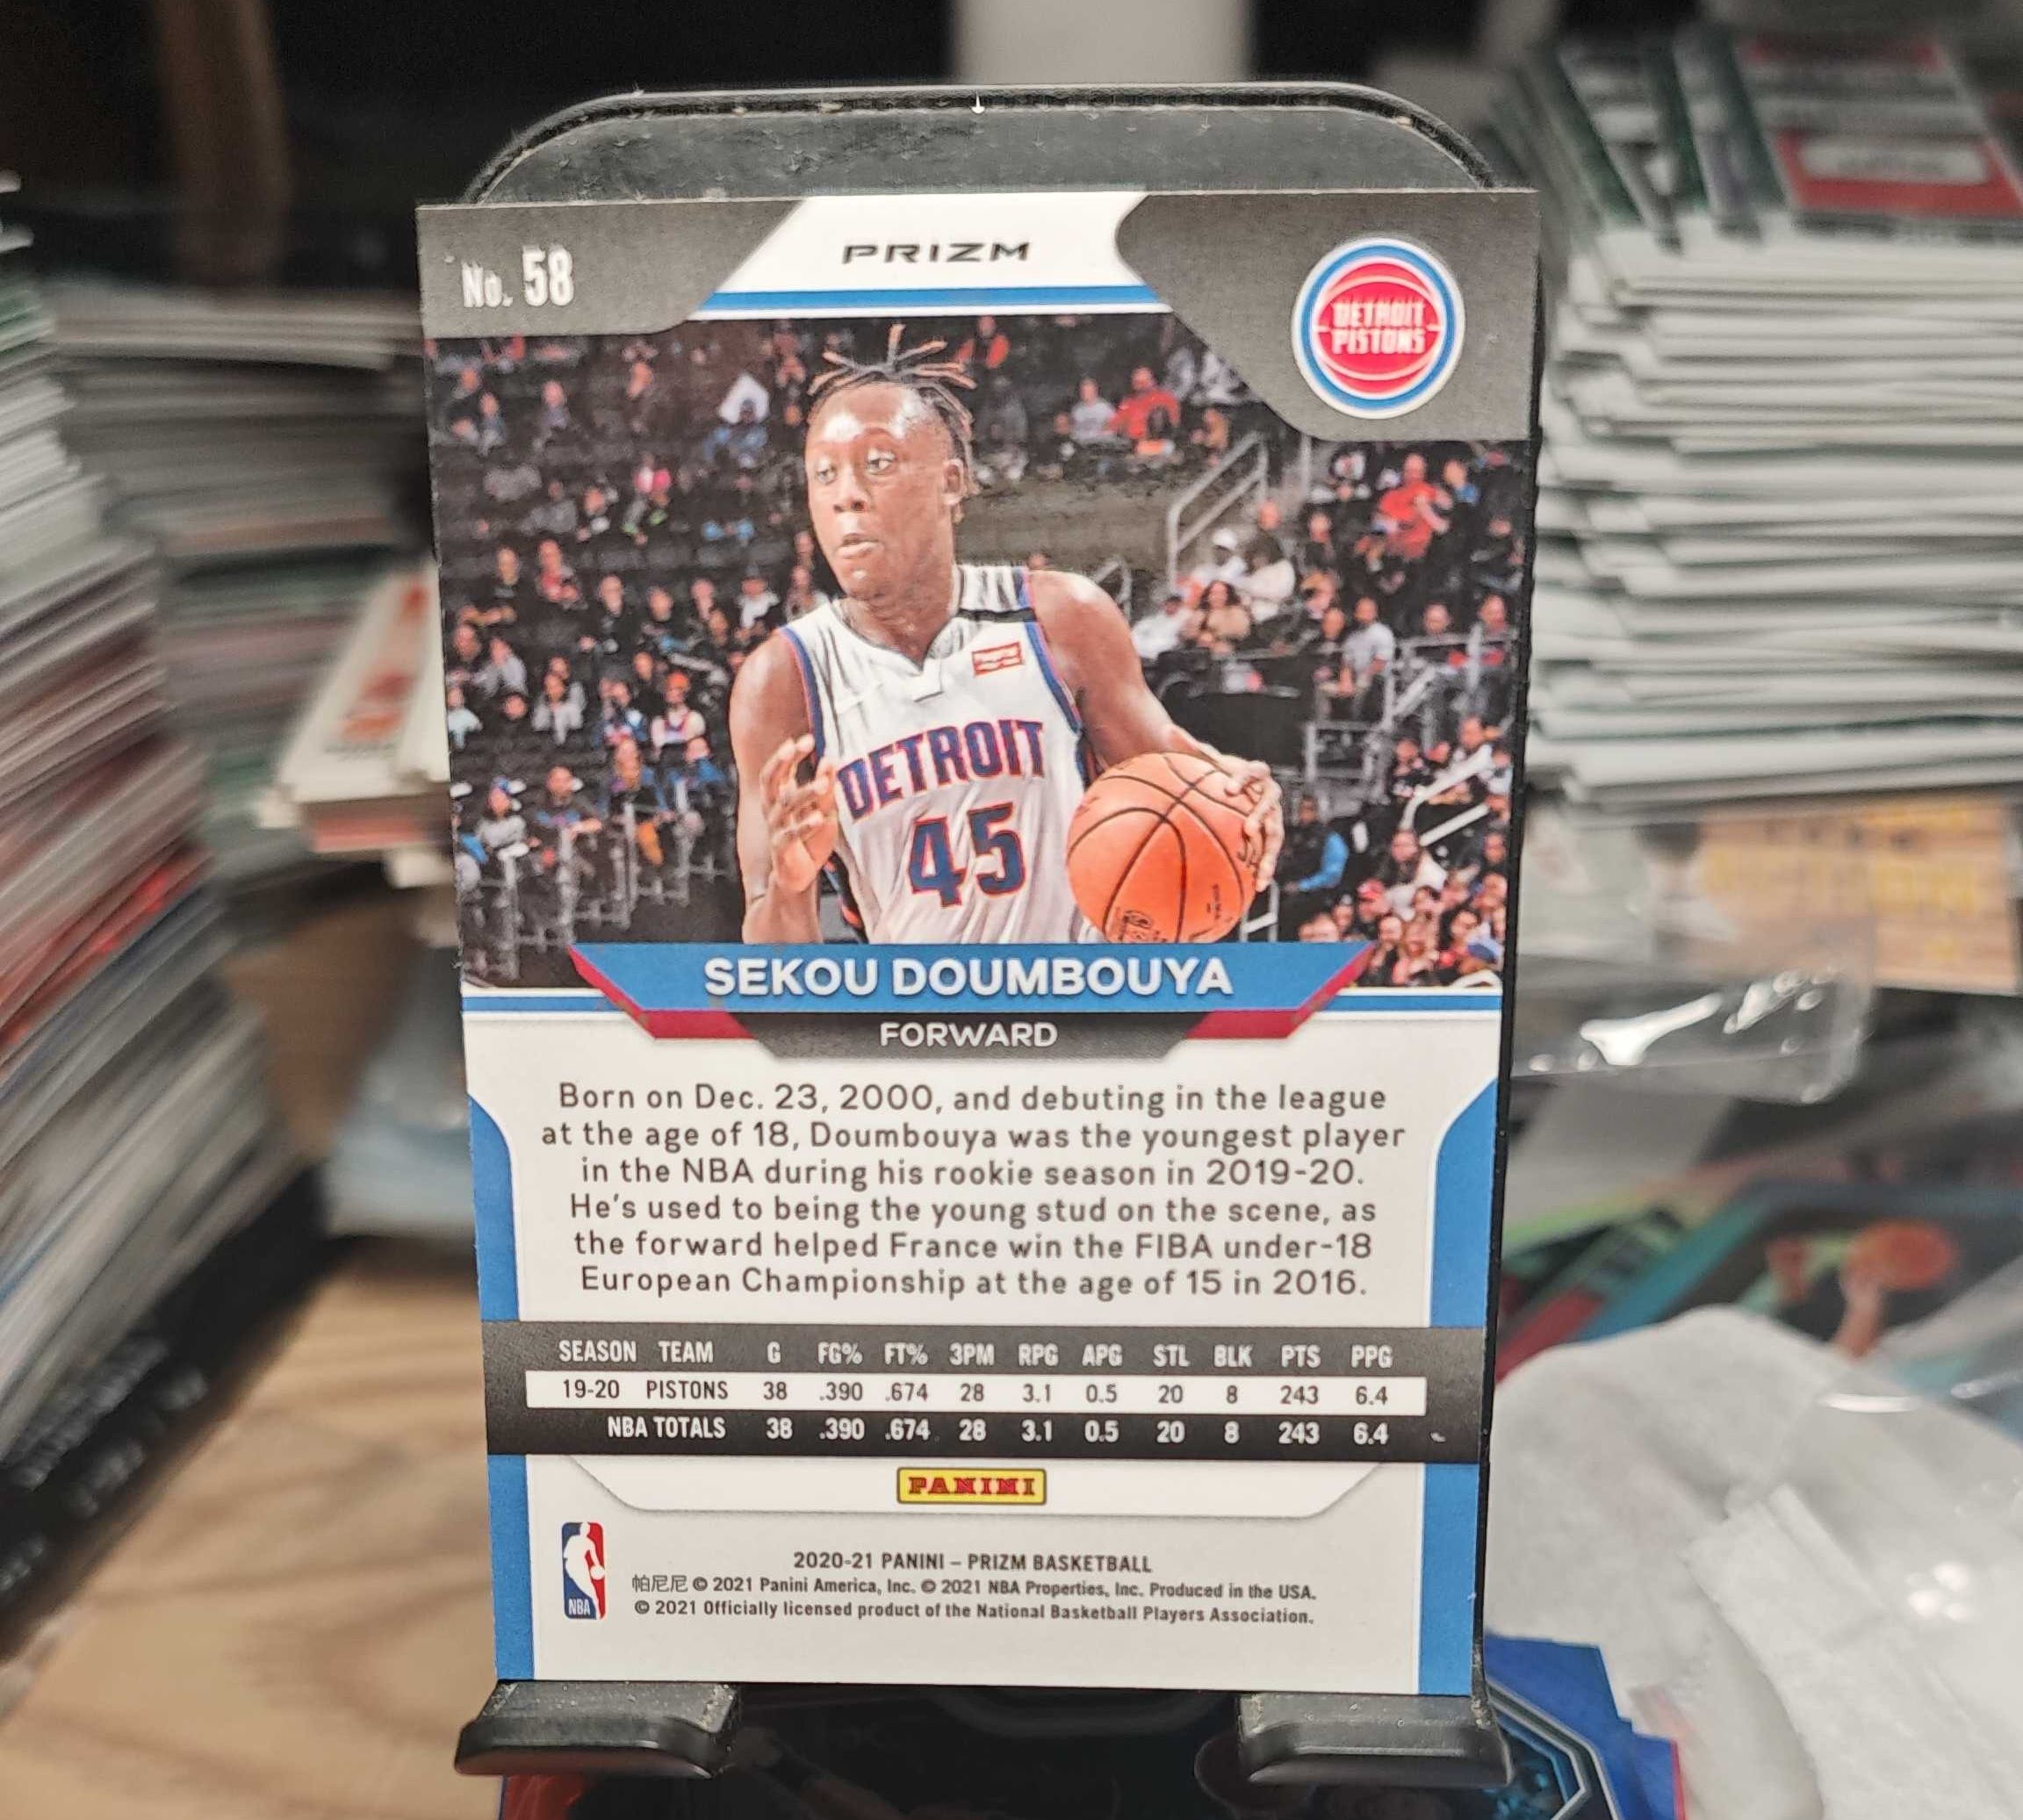 No. 58
PRIZM
DETROIT
PISTONS
DETROIT
45
SEKOU DOUMBOUYA
FORWARD
Born on Dec. 23, 2000, and debuting in the league
at the age of 18, Doumbouya was the youngest player
in the NBA during his rookie season in 2019-20.
He's used to being the young stud on the scene, as
the forward helped France win the FIBA under-18
European Championship at the age of 15 in 2016.
SEASON TEAM G FG% FT% 3PM RPG APG STL BLK PTS PPG
19-20 PISTONS 38 .390 .674 28 3.1 0.5 20 8 243 6.4
NBA TOTALS 38 .390 .674 28 3.1 0.5 20 8 243 6.4
PANINI
NBA
2020-21 PANINI – PRIZM BASKETBALL
帕尼尼 © 2021 Panini America, Inc. © 2021 NBA Properties, Inc. Produced in the USA.
© 2021 Officially licensed product of the National Basketball Players Association.